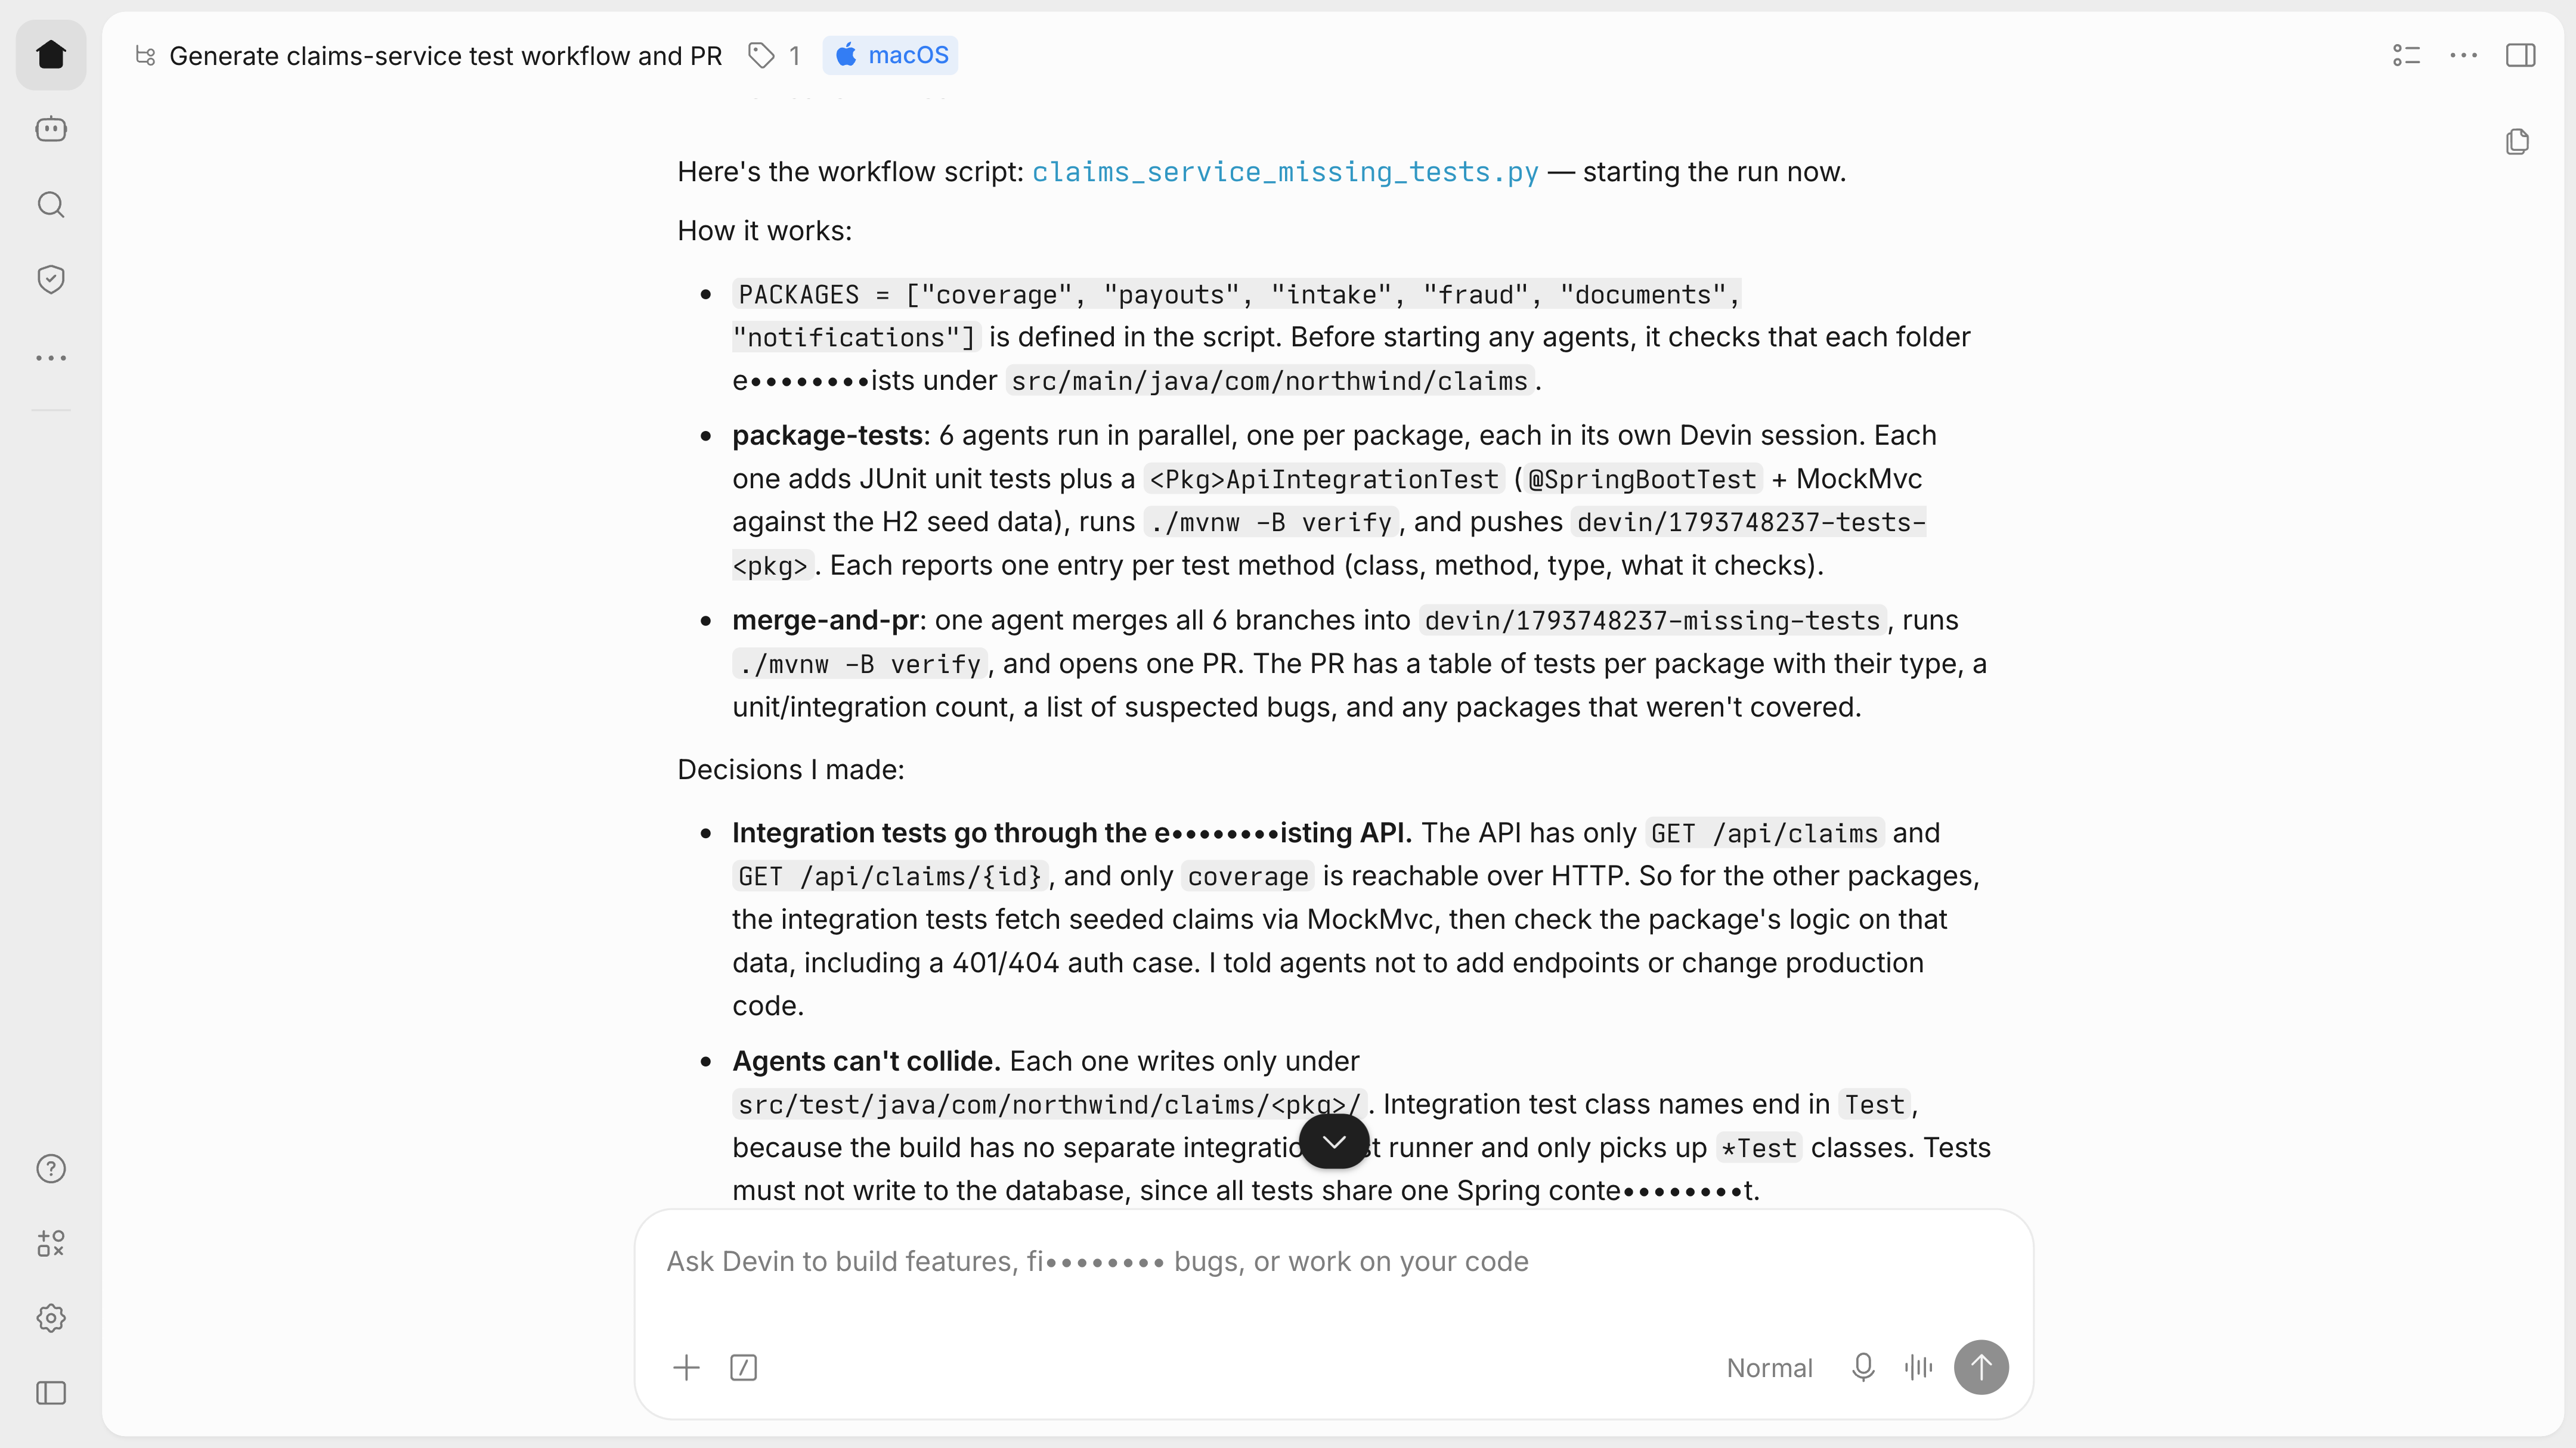 Generate claims-service test workflow and PR 1 macOS
Here's the workflow script: claims_service_missing_tests.py — starting the run now.
How it works:
• PACKAGES = ["coverage", "payouts", "intake", "fraud", "documents",
"notifications"] is defined in the script. Before starting any agents, it checks that each folder
e••••••••ists under src/main/java/com/northwind/claims.
• package-tests: 6 agents run in parallel, one per package, each in its own Devin session. Each
one adds JUnit unit tests plus a <Pkg>ApiIntegrationTest (@SpringBootTest + MockMvc
against the H2 seed data), runs ./mvnw -B verify, and pushes devin/1793748237-tests-
<pkg>. Each reports one entry per test method (class, method, type, what it checks).
• merge-and-pr: one agent merges all 6 branches into devin/1793748237-missing-tests, runs
./mvnw -B verify, and opens one PR. The PR has a table of tests per package with their type, a
unit/integration count, a list of suspected bugs, and any packages that weren't covered.
Decisions I made:
• Integration tests go through the e••••••••isting API. The API has only GET /api/claims and
GET /api/claims/{id}, and only coverage is reachable over HTTP. So for the other packages,
the integration tests fetch seeded claims via MockMvc, then check the package's logic on that
data, including a 401/404 auth case. I told agents not to add endpoints or change production
code.
• Agents can't collide. Each one writes only under
src/test/java/com/northwind/claims/<pkg>/. Integration test class names end in Test,
because the build has no separate runner and only picks up *Test classes. Tests
must not write to the database, since all tests share one Spring conte••••••••t.
Ask Devin to build features, fi•••••••• bugs, or work on your code
Normal